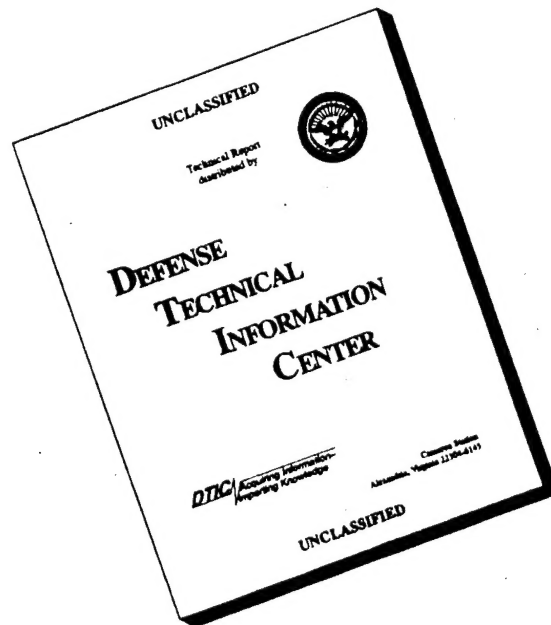 UNCLASSIFIED
Technical Report
distributed by
DEFENSE
TECHNICAL
INFORMATION
CENTER
DTIC
Acquiring Information-
Imparting Knowledge
Cameron Station
Alexandria, Virginia 22304-6145
UNCLASSIFIED